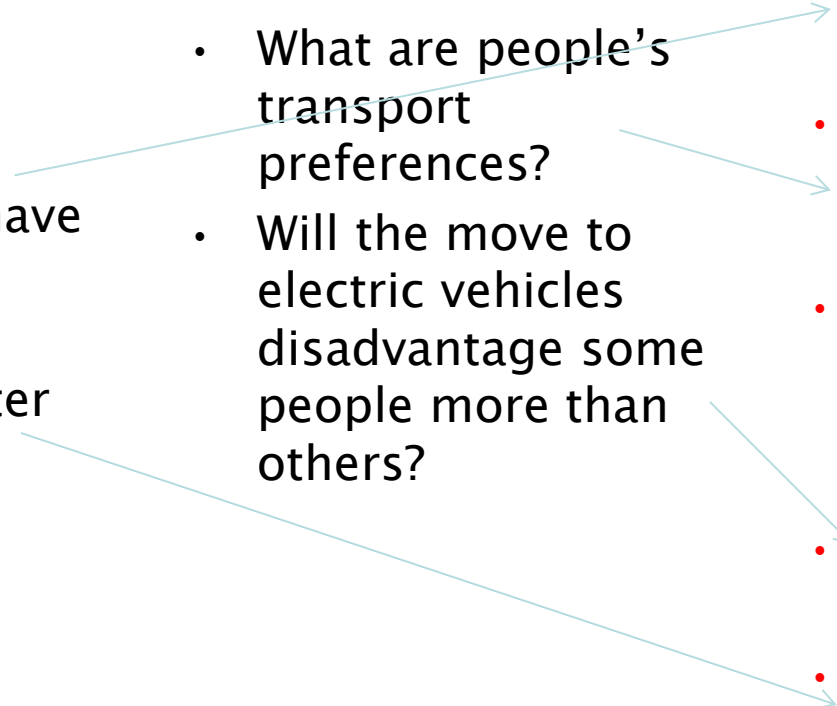 • What are people's
transport
preferences?
• Will the move to
electric vehicles
disadvantage some
people more than
others?